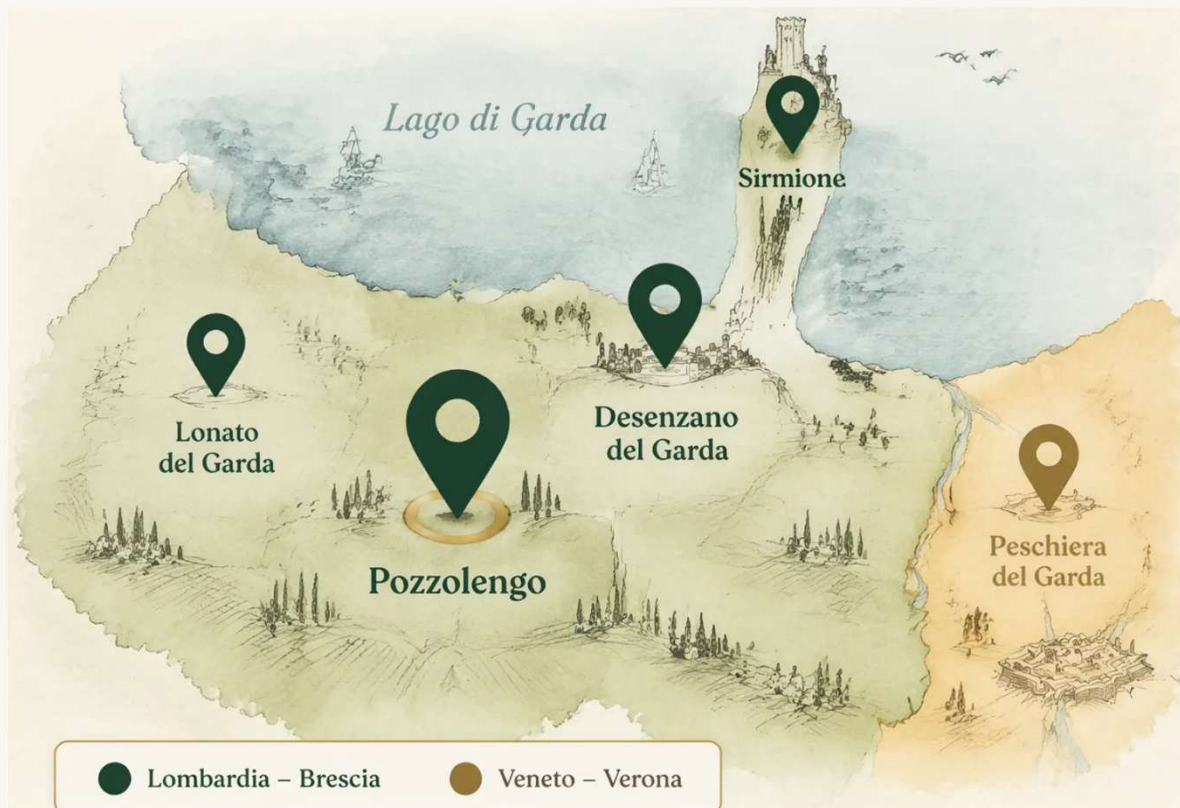 Lago di Garda
Sirmione
Lonato
del Garda
Desenzano
del Garda
Pozzolengo
Peschiera
del Garda
Lombardia – Brescia
Veneto – Verona